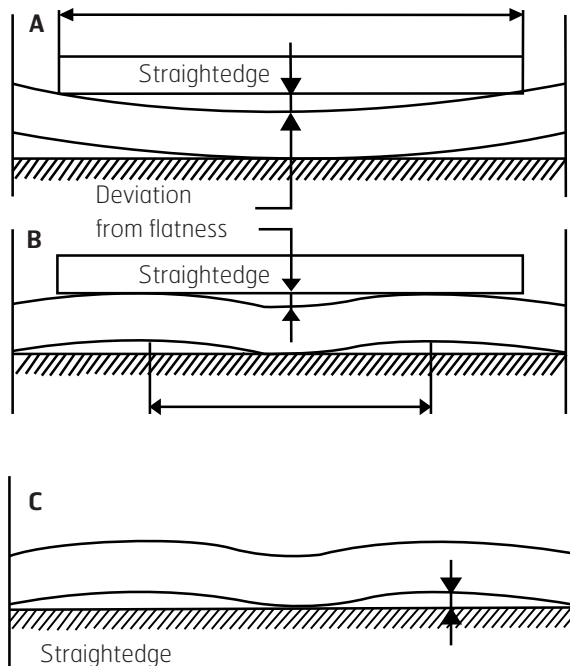 A
Straightedge
Deviation
from flatness
B
Straightedge
C
Straightedge